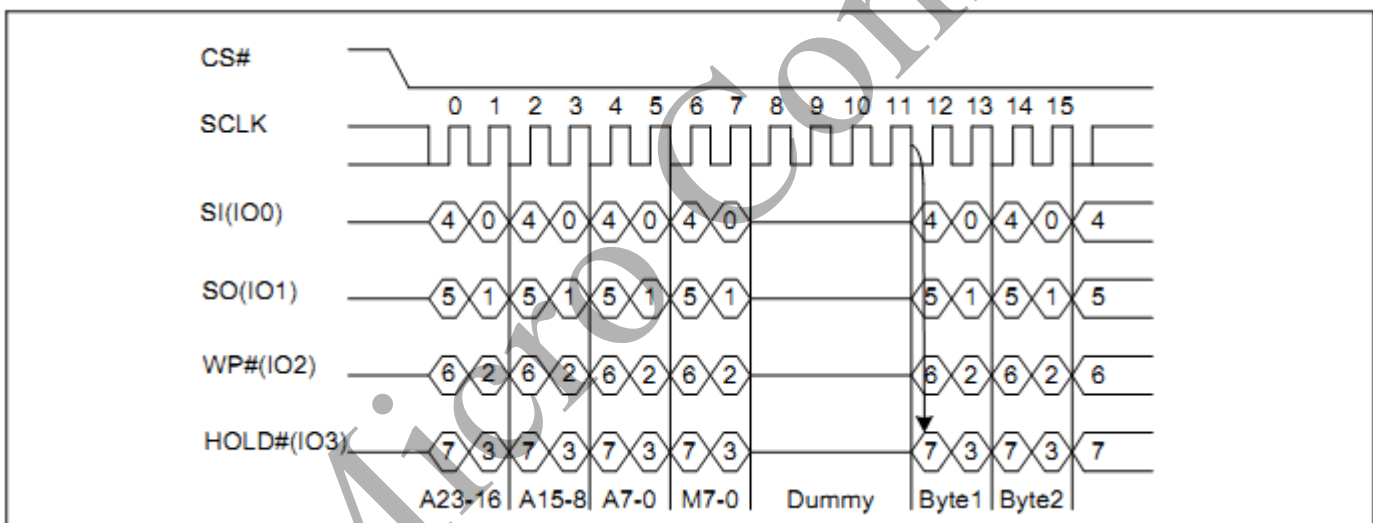 CS#
0 1 2 3 4 5 6 7 8 9 10 11 12 13 14 15
SCLK
SI(IO0) 4 0 4 0 4 0 4 0 4 0 4 0 4
SO(IO1) 5 1 5 1 5 1 5 1 5 1 5 1 5
WP#(IO2) 6 2 6 2 6 2 6 2 6 2 6 2 6
HOLD#(IO3) 7 3 7 3 7 3 7 3 7 3 7 3 7
A23-16 A15-8 A7-0 M7-0 Dummy Byte1 Byte2
Micro Com